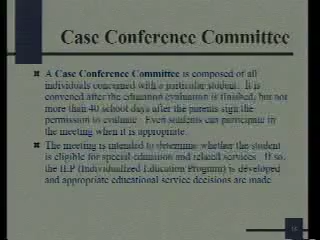 Case Conference Committee
A Case Conference Committee is composed of all
individuals concerned with a particular student. It is
convened after the education evaluation is finished, but not
more than 40 school days after the parents sign the
permission to evaluate. Even students can participate in
the meeting when it is appropriate.
The meeting is intended to determine whether the student
is eligible for special education and related services. If so,
the IEP (Individualized Education Program) is developed
and appropriate educational service decisions are made.